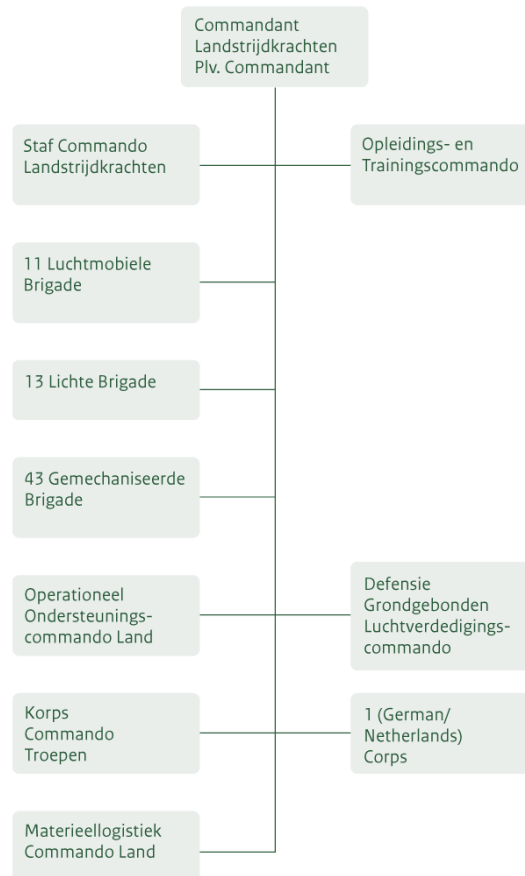 Commandant
Landstrijdkrachten
Plv. Commandant
Staf Commando
Landstrijdkrachten
Opleidings- en
Trainingscommando
11 Luchtmobiele
Brigade
13 Lichte Brigade
43 Gemechaniseerde
Brigade
Operationeel
Ondersteunings-
commando Land
Defensie
Grondgebonden
Luchtverdedigings-
commando
Korps
Commando
Troepen
1 (German/
Netherlands)
Corps
Materieellogistiek
Commando Land